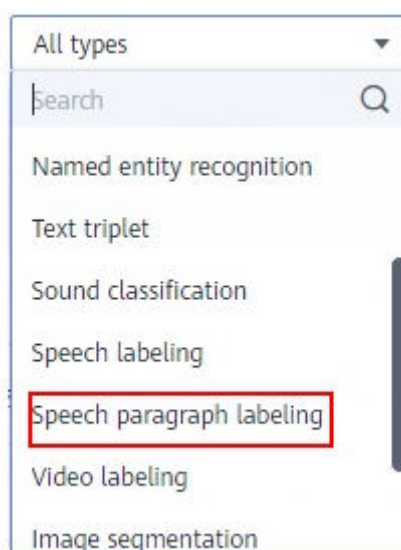 All types
Search
Named entity recognition
Text triplet
Sound classification
Speech labeling
Speech paragraph labeling
Video labeling
Image segmentation